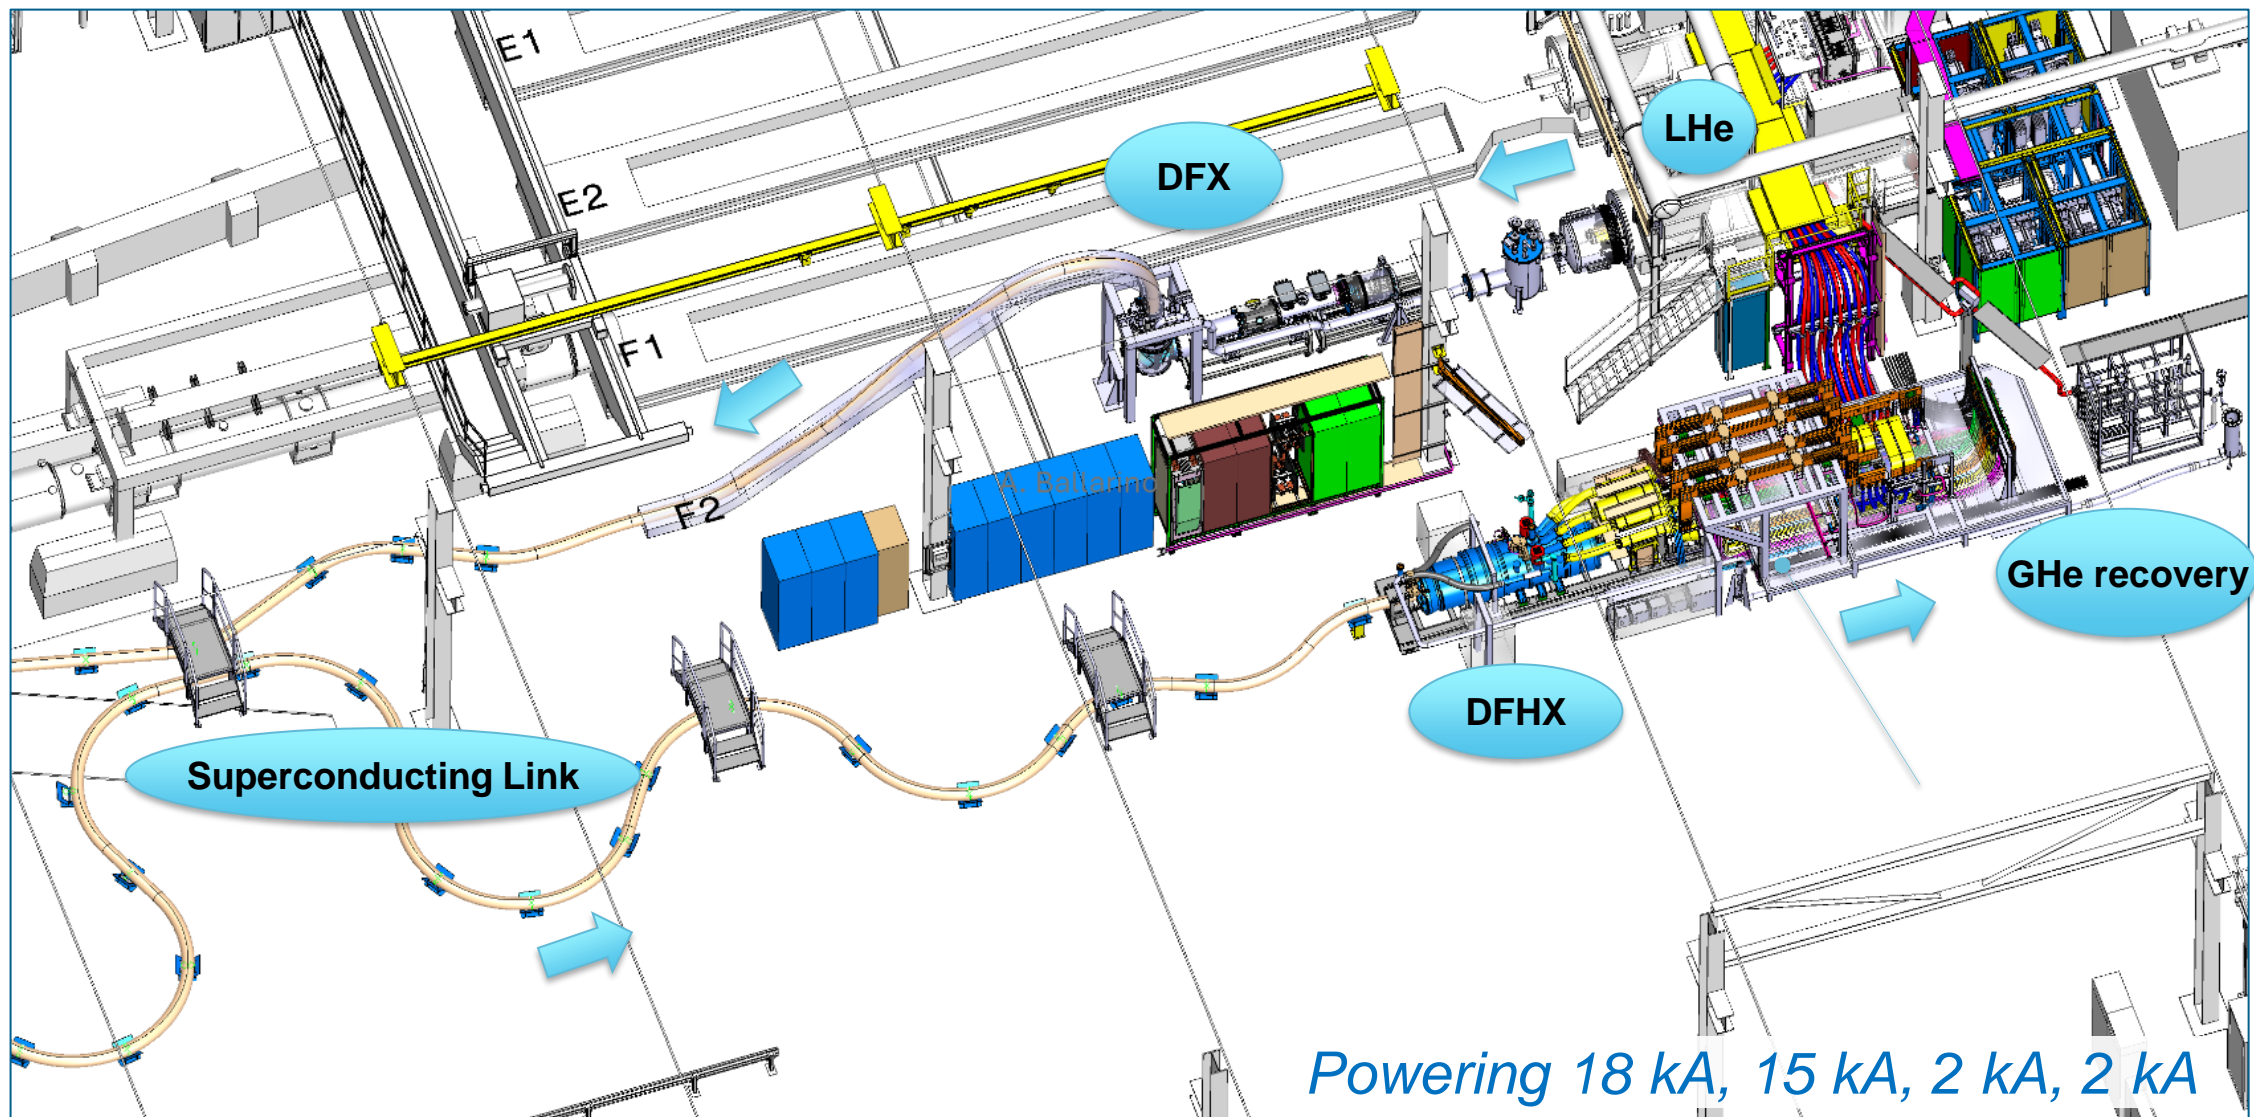 E1
LHe
DFX
E2
F1
A. Ballarino
F2
GHe recovery
DFHX
Superconducting Link
Powering 18 kA, 15 kA, 2 kA, 2 kA